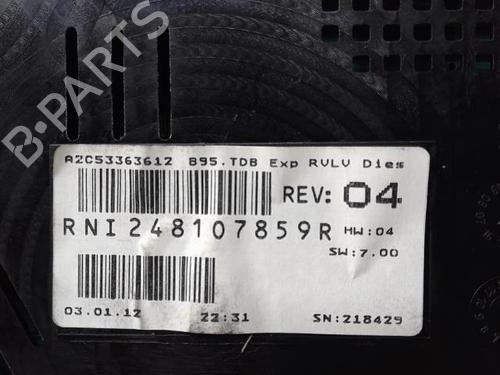 A2C53363612 B95.TDB Exp RVLV Dies
REV: 04
RNI248107859R
HW:04
SW:7.00
03.01.12 22:31 SN:218429
B-PARTS